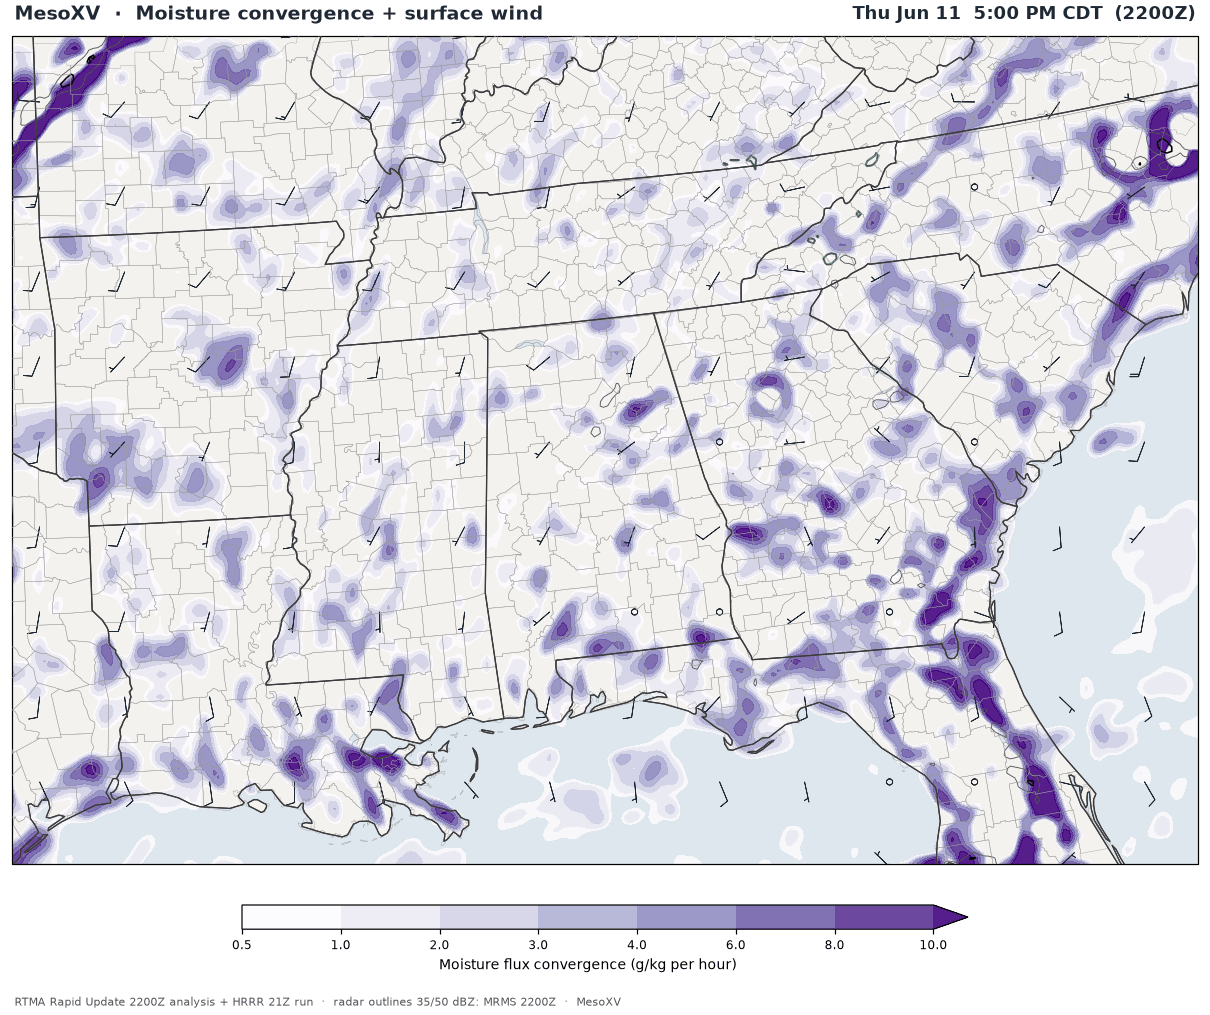 MesoXV · Moisture convergence + surface wind
Thu Jun 11 5:00 PM CDT (2200Z)
0.5 1.0 2.0 3.0 4.0 6.0 8.0 10.0
Moisture flux convergence (g/kg per hour)
RTMA Rapid Update 2200Z analysis + HRRR 21Z run · radar outlines 35/50 dBZ: MRMS 2200Z · MesoXV